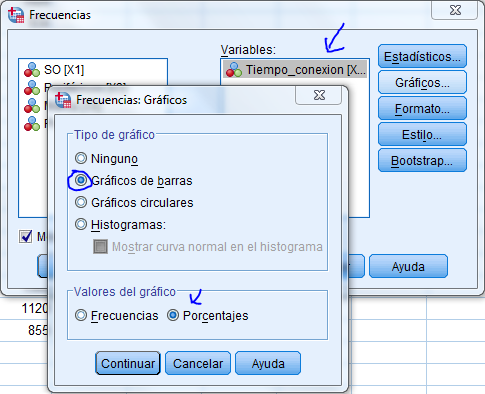 Frecuencias
Variables:
SO [X1]
Tiempo_conexion [X...
Estadísticos...
Gráficos...
Formato...
Estilo...
Bootstrap...
Ayuda
1120
855
Frecuencias: Gráficos
Tipo de gráfico
Ninguno
Gráficos de barras
Gráficos circulares
Histogramas:
Mostrar curva normal en el histograma
Valores del gráfico
Frecuencias Porcentajes
Continuar Cancelar Ayuda